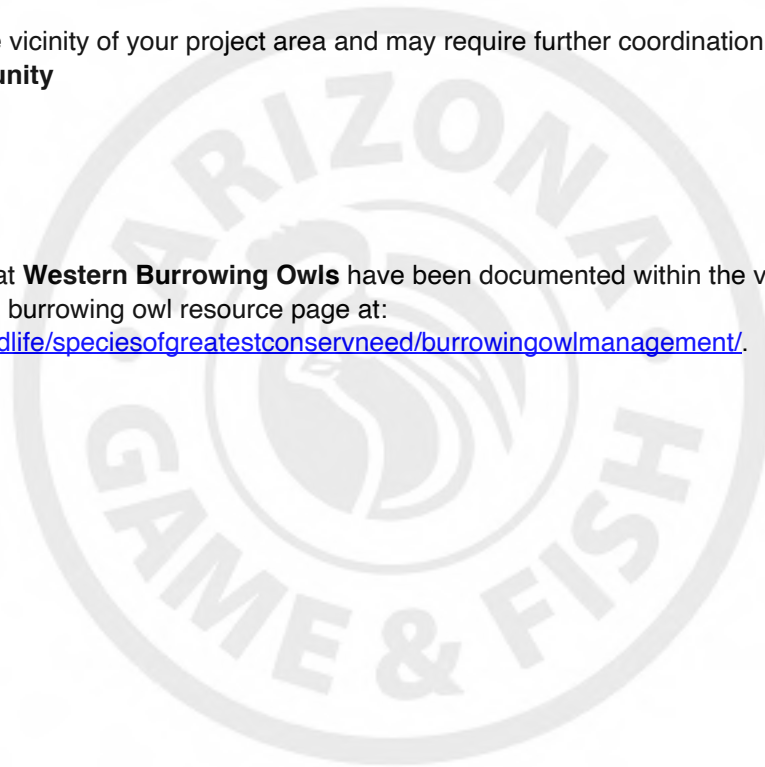 vicinity of your project area and may require further coordination
unity
at Western Burrowing Owls have been documented within the v
burrowing owl resource page at:
dlife/speciesofgreatestconservneed/burrowingowlmanagement/.
ARIZONA
GAME & FISH